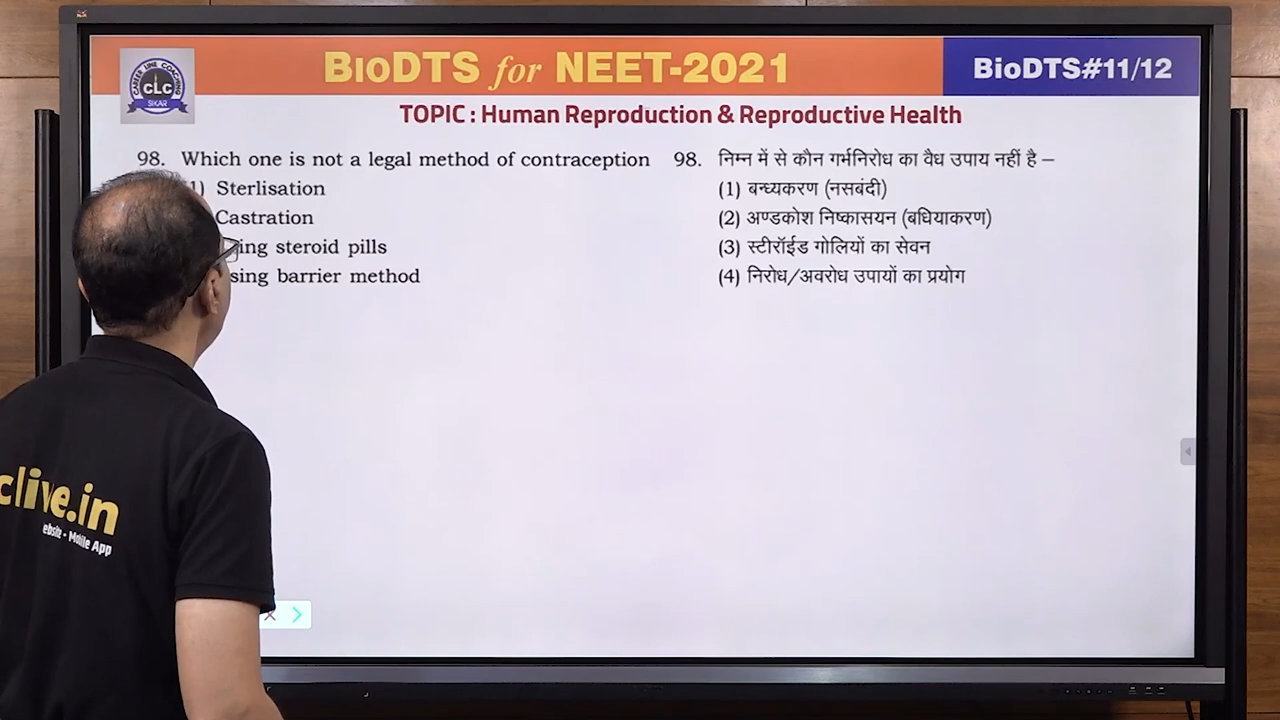 BIODTS for NEET-2021
BIODTS#11/12
CAREER LINE COACHING
CLC
SIKAR
TOPIC : Human Reproduction & Reproductive Health
98. Which one is not a legal method of contraception
1) Sterlisation
Castration
ing steroid pills
sing barrier method
98. निम्न में से कौन गर्भनिरोध का वैध उपाय नहीं है –
(1) बन्ध्यकरण (नसबंदी)
(2) अण्डकोश निष्कासयन (बधियाकरण)
(3) स्टीरॉईड गोलियों का सेवन
(4) निरोध/अवरोध उपायों का प्रयोग
clive.in
ebsite - Mobile App